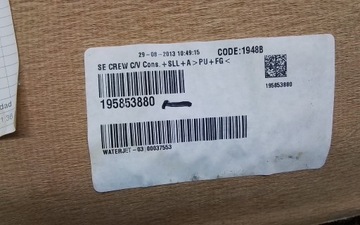 29-08-2013 10:49:15 CODE:1948B
SE CREW C/V Cons.+SLL+A>PU+FG<
195853880
195853880
WATERJET-03 00037553
dad